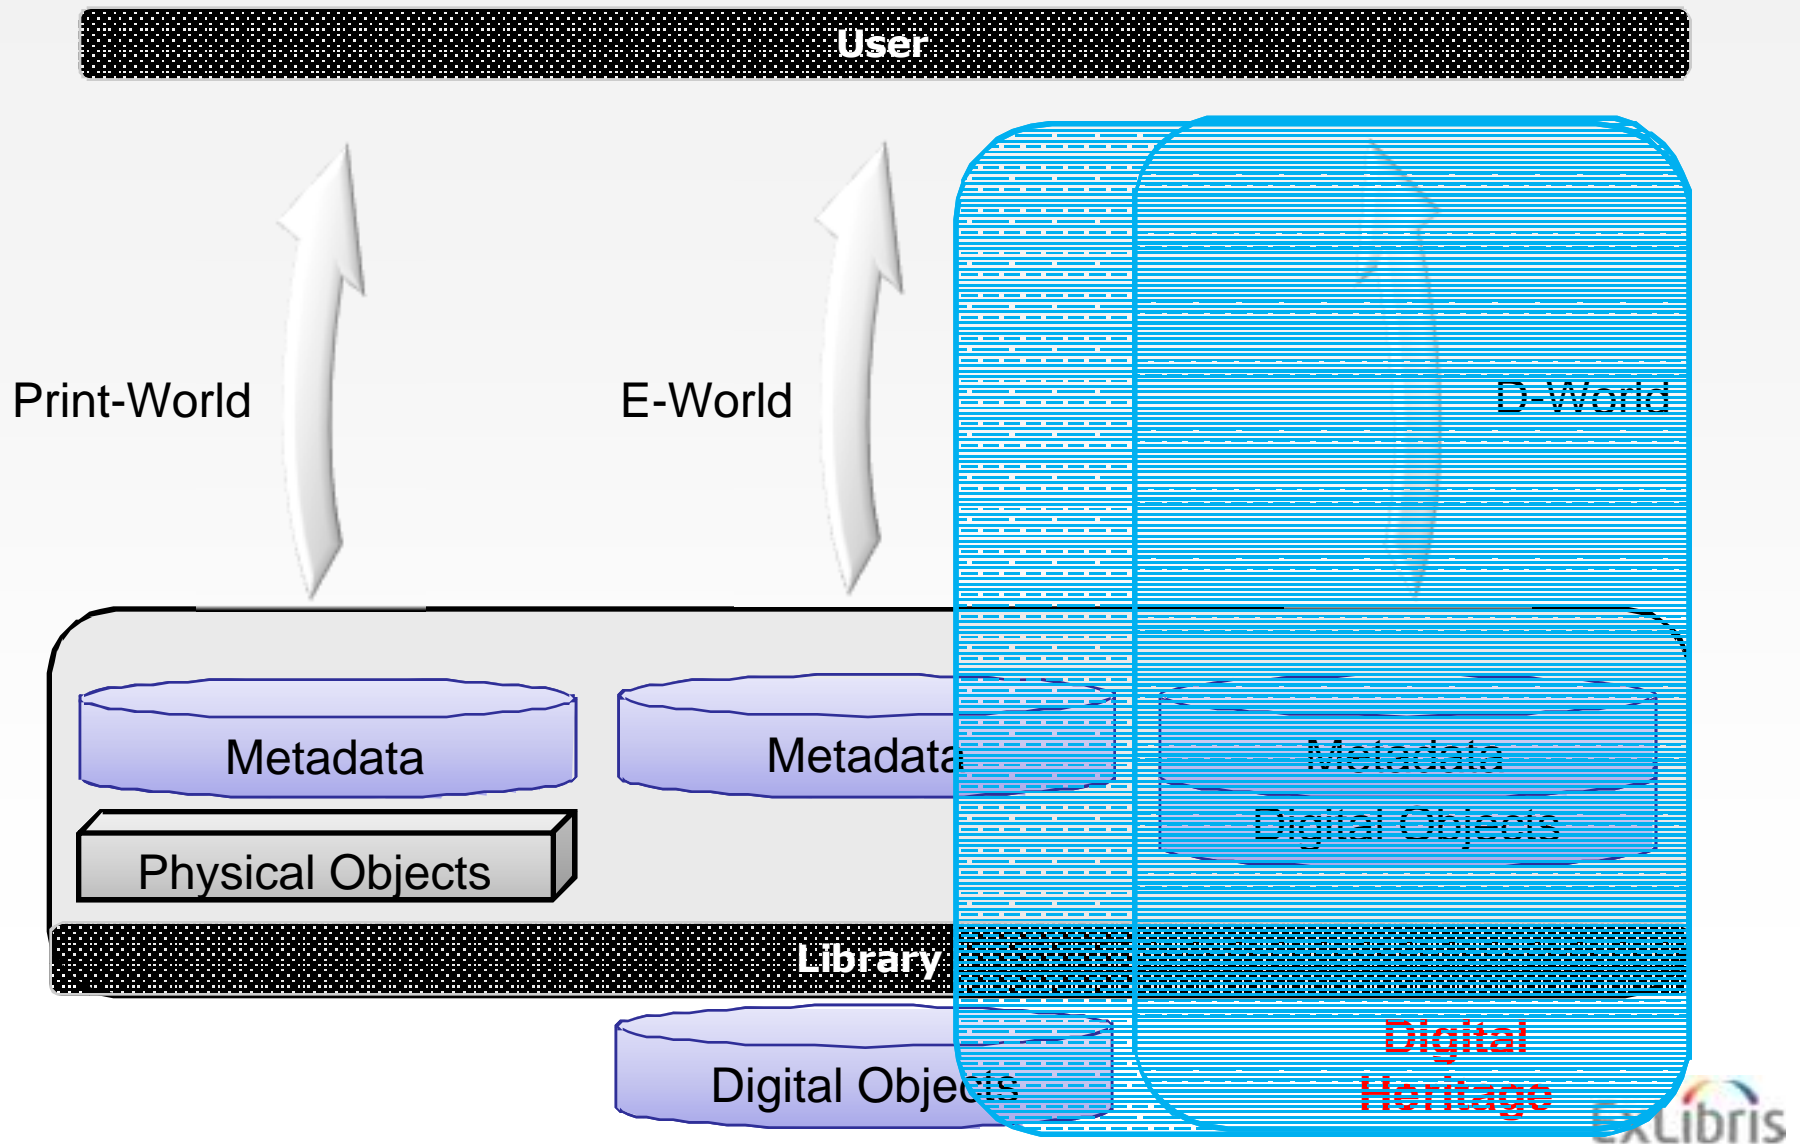 User
Print-World
E-World
D-World
Metadata
Metadata
Metadata
Digital Objects
Physical Objects
Library
Digital Objects
Digital
Heritage
ExLibris